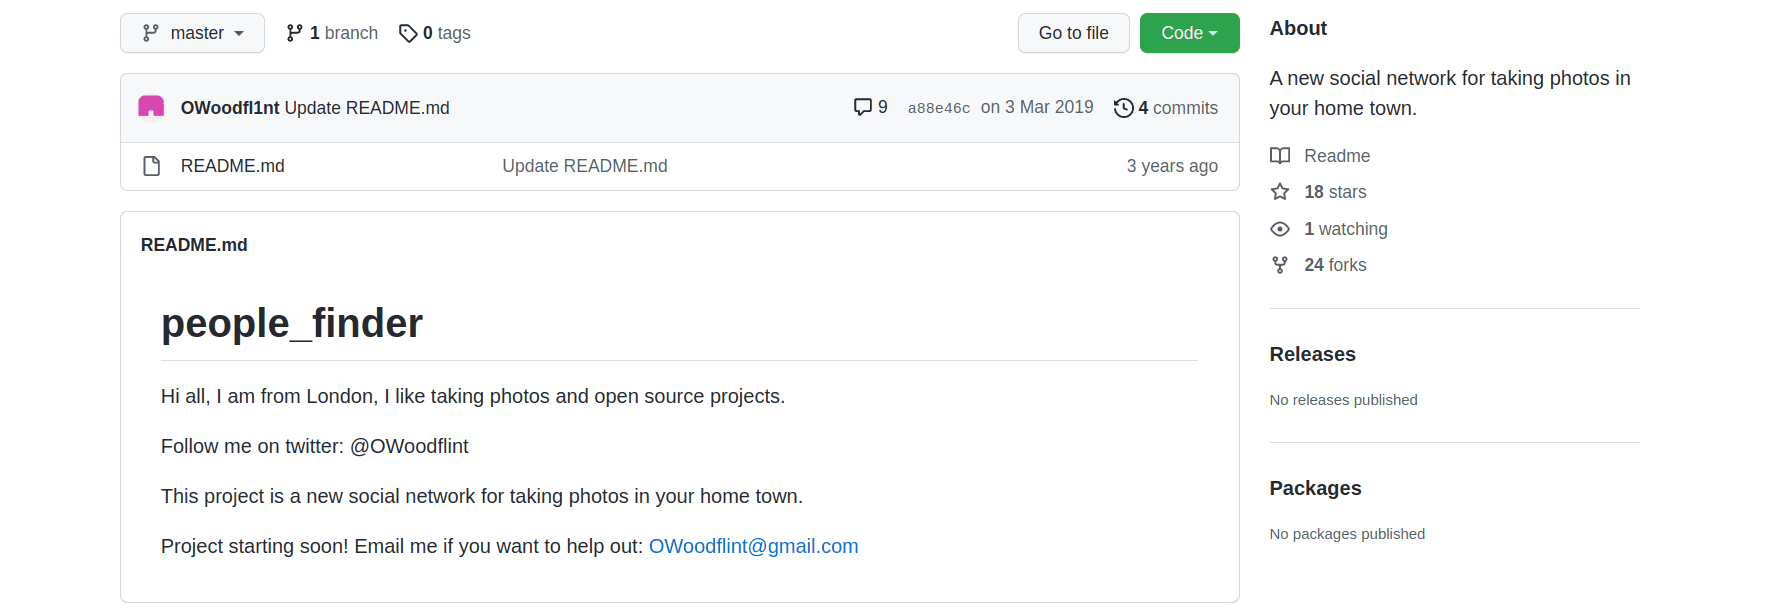 master 1 branch 0 tags Go to file Code
OWoodfl1nt Update README.md 9 a88e46c on 3 Mar 2019 4 commits
README.md Update README.md 3 years ago
README.md
people_finder
Hi all, I am from London, I like taking photos and open source projects.
Follow me on twitter: @OWoodflint
This project is a new social network for taking photos in your home town.
Project starting soon! Email me if you want to help out: OWoodflint@gmail.com
About
A new social network for taking photos in
your home town.
Readme
18 stars
1 watching
24 forks
Releases
No releases published
Packages
No packages published